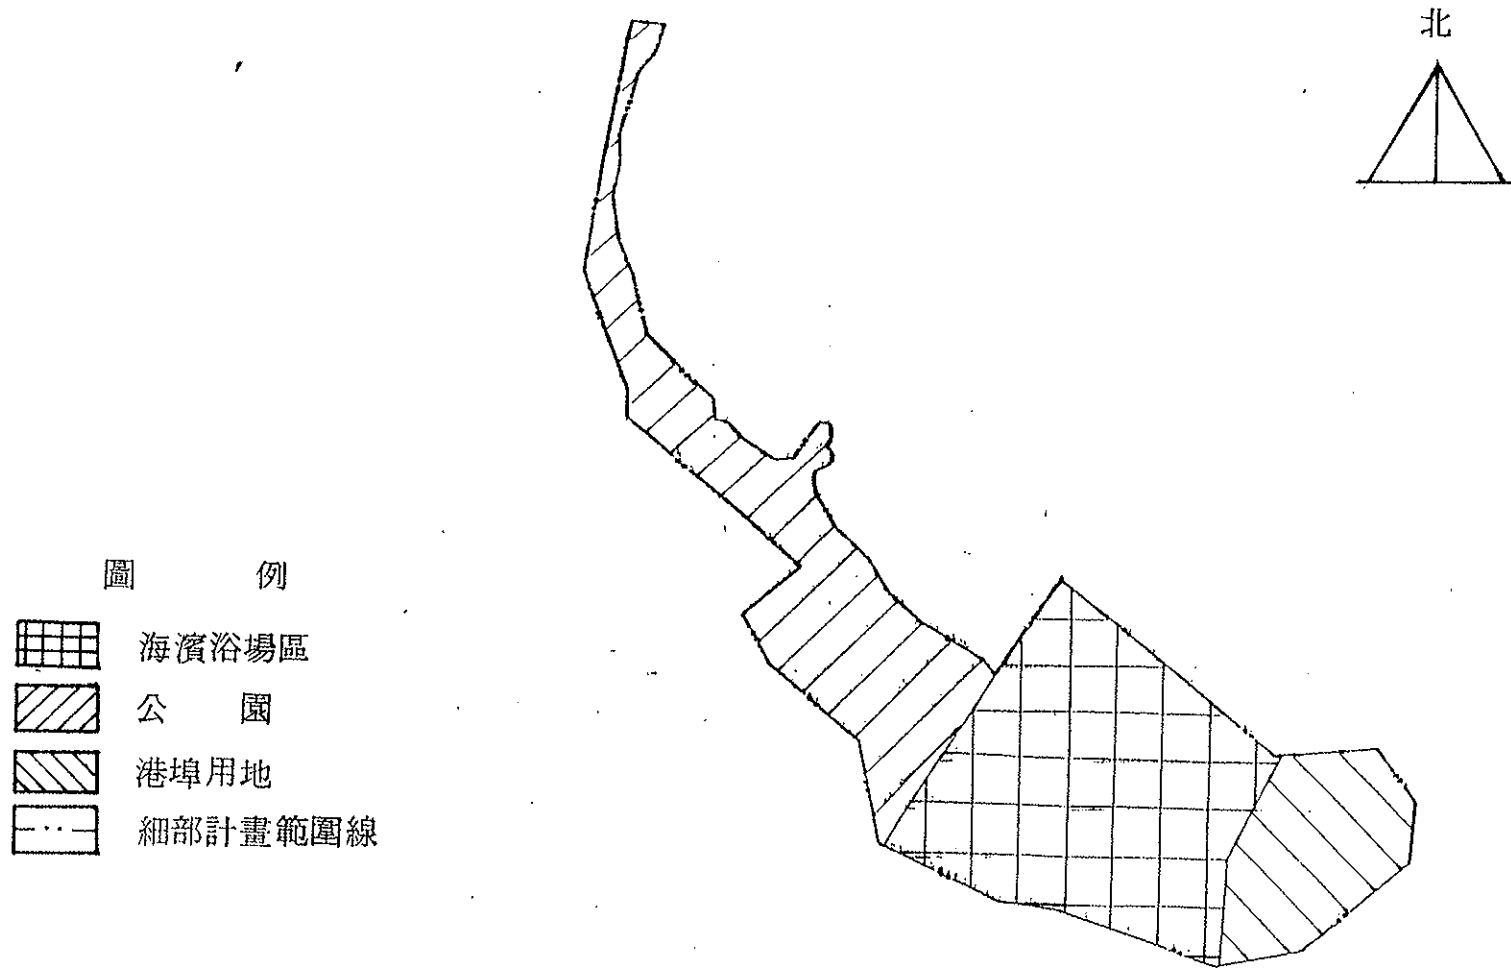 北
圖 例
海濱浴場區
公 園
港埠用地
細部計畫範圍線